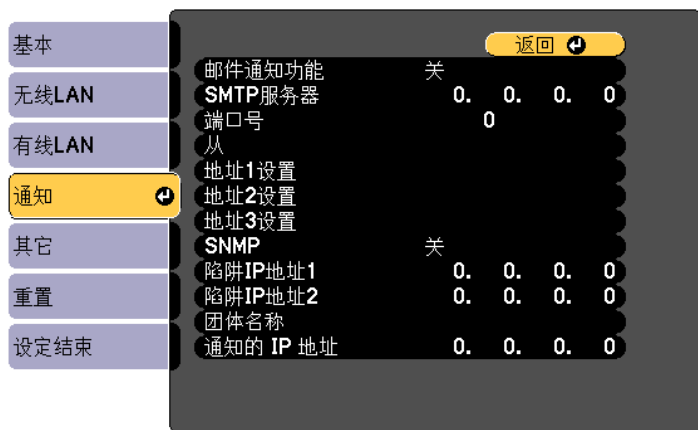 基本
无线LAN
有线LAN
通知
其它
重置
设定结束
返回
邮件通知功能 关
SMTP服务器 0. 0. 0. 0
端口号 0
从
地址1设置
地址2设置
地址3设置
SNMP 关
陷阱IP地址1 0. 0. 0. 0
陷阱IP地址2 0. 0. 0. 0
团体名称
通知的 IP 地址 0. 0. 0. 0